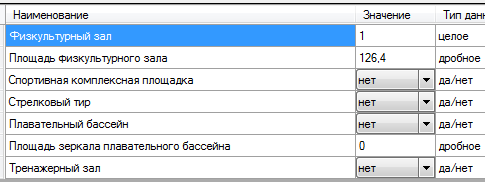 Наименование Значение Тип дан
Физкультурный зал 1 целое
Площадь физкультурного зала 126,4 дробное
Спортивная комплексная площадка нет да/нет
Стрелковый тир нет да/нет
Плавательный бассейн нет да/нет
Площадь зеркала плавательного бассейна 0 дробное
Тренажерный зал нет да/нет